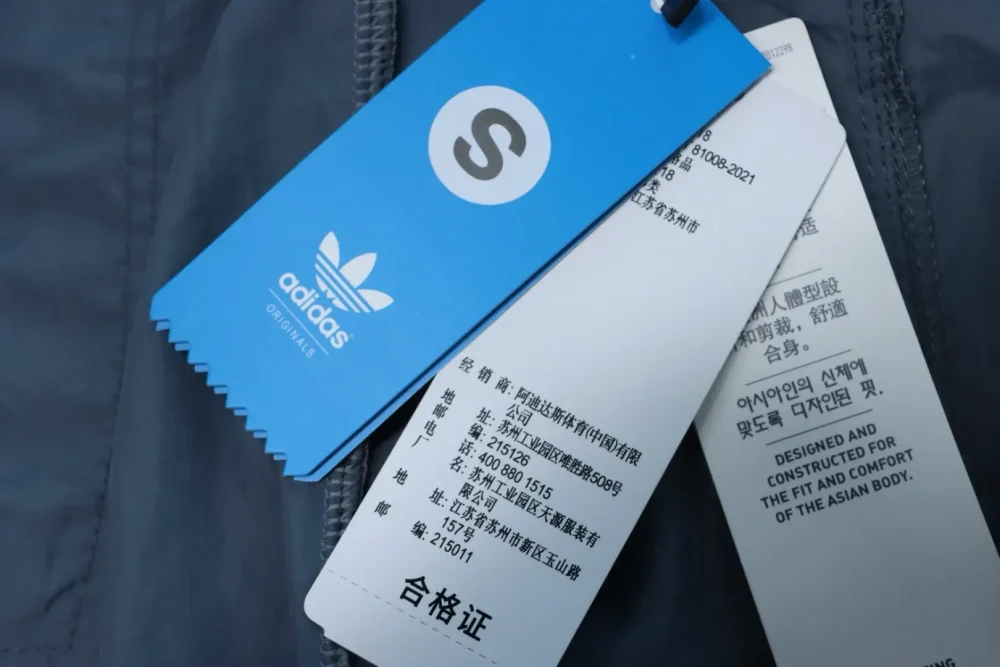 S
adidas
ORIGINALS
18
81008-2021
品
18
类
江苏省苏州市
经 销 商: 阿迪达斯体育(中国)有限
公司
地 址: 苏州工业园区唯胜路508号
邮 编: 215126
电 话: 400 880 1515
厂 名: 苏州工业园区天源服装有
限公司
地 址: 江苏省苏州市新区玉山路
157号
邮 编: 215011
合格证
012298
造
洲人體型設
和剪裁，舒適
合身。
아시아인의 신체에
맞도록 디자인된 핏.
DESIGNED AND
CONSTRUCTED FOR
THE FIT AND COMFORT
OF THE ASIAN BODY.